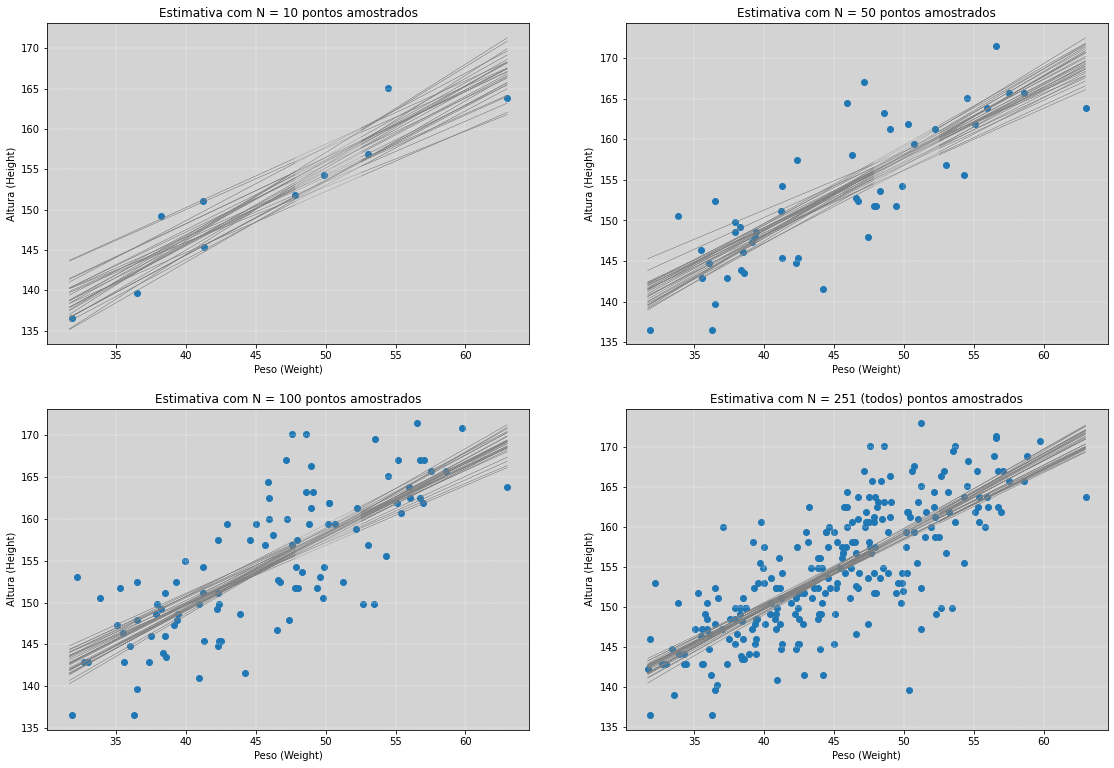 Estimativa com N = 10 pontos amostrados
Altura (Height)
170
165
160
155
150
145
140
135
35 40 45 50 55 60
Peso (Weight)
Estimativa com N = 50 pontos amostrados
Altura (Height)
170
165
160
155
150
145
140
135
35 40 45 50 55 60
Peso (Weight)
Estimativa com N = 100 pontos amostrados
Altura (Height)
170
165
160
155
150
145
140
135
35 40 45 50 55 60
Peso (Weight)
Estimativa com N = 251 (todos) pontos amostrados
Altura (Height)
170
165
160
155
150
145
140
135
35 40 45 50 55 60
Peso (Weight)